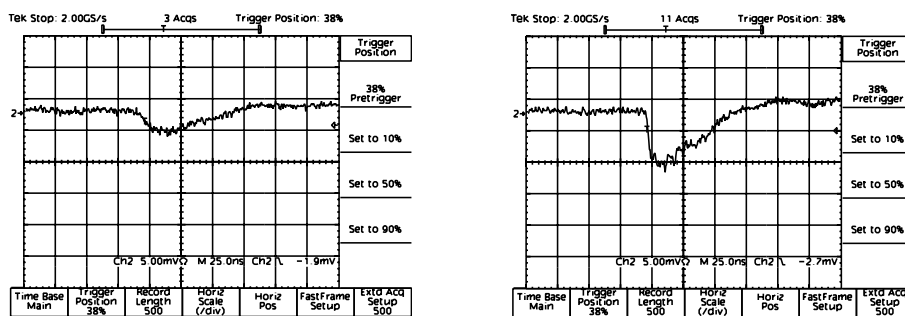 Tek Stop: 2.00GS/s 3 Acqs Trigger Position: 38%
Trigger
Position
38%
Pretrigger
Set to 10%
Set to 50%
Set to 90%
2
Ch2 5.00mVΩ M 25.0ns Ch2 -1.9mV
Time Base
Main
Trigger
Position
38%
Record
Length
500
Horiz
Scale
(/div)
Horiz
Pos
FastFrame
Setup
Extd Acq
Setup
500
Tek Stop: 2.00GS/s 11 Acqs Trigger Position: 38%
Trigger
Position
38%
Pretrigger
Set to 10%
Set to 50%
Set to 90%
2
T
Ch2 5.00mVΩ M 25.0ns Ch2 -2.7mV
Time Base
Main
Trigger
Position
38%
Record
Length
500
Horiz
Scale
(/div)
Horiz
Pos
FastFrame
Setup
Extd Acq
Setup
500